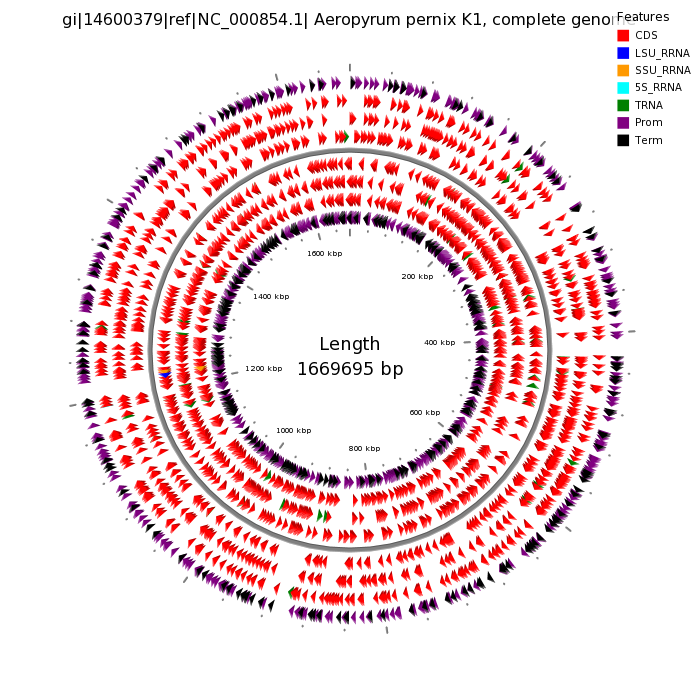 gi|14600379|ref|NC_000854.1| Aeropyrum pernix K1, complete genome
Features
CDS
LSU_RRNA
SSU_RRNA
5S_RRNA
TRNA
Prom
Term
1600 kbp
200 kbp
1400 kbp
400 kbp
Length
1669695 bp
1200 kbp
600 kbp
1000 kbp
800 kbp